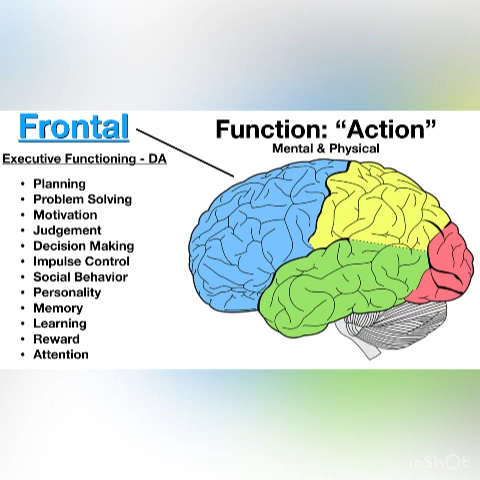 Frontal
Function: “Action”
Mental & Physical
Executive Functioning - DA
• Planning
• Problem Solving
• Motivation
• Judgement
• Decision Making
• Impulse Control
• Social Behavior
• Personality
• Memory
• Learning
• Reward
• Attention
InShOt